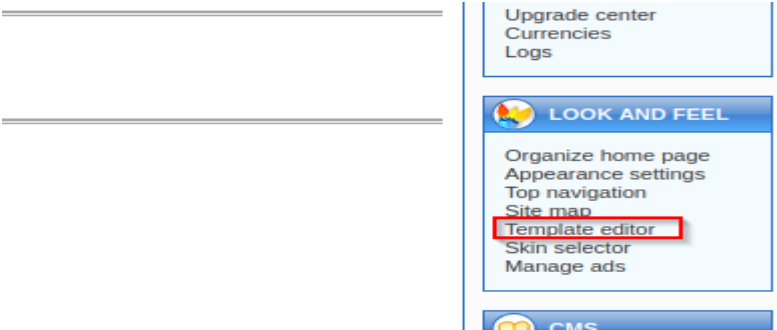 Upgrade center
Currencies
Logs
LOOK AND FEEL
Organize home page
Appearance settings
Top navigation
Site map
Template editor
Skin selector
Manage ads
CMS